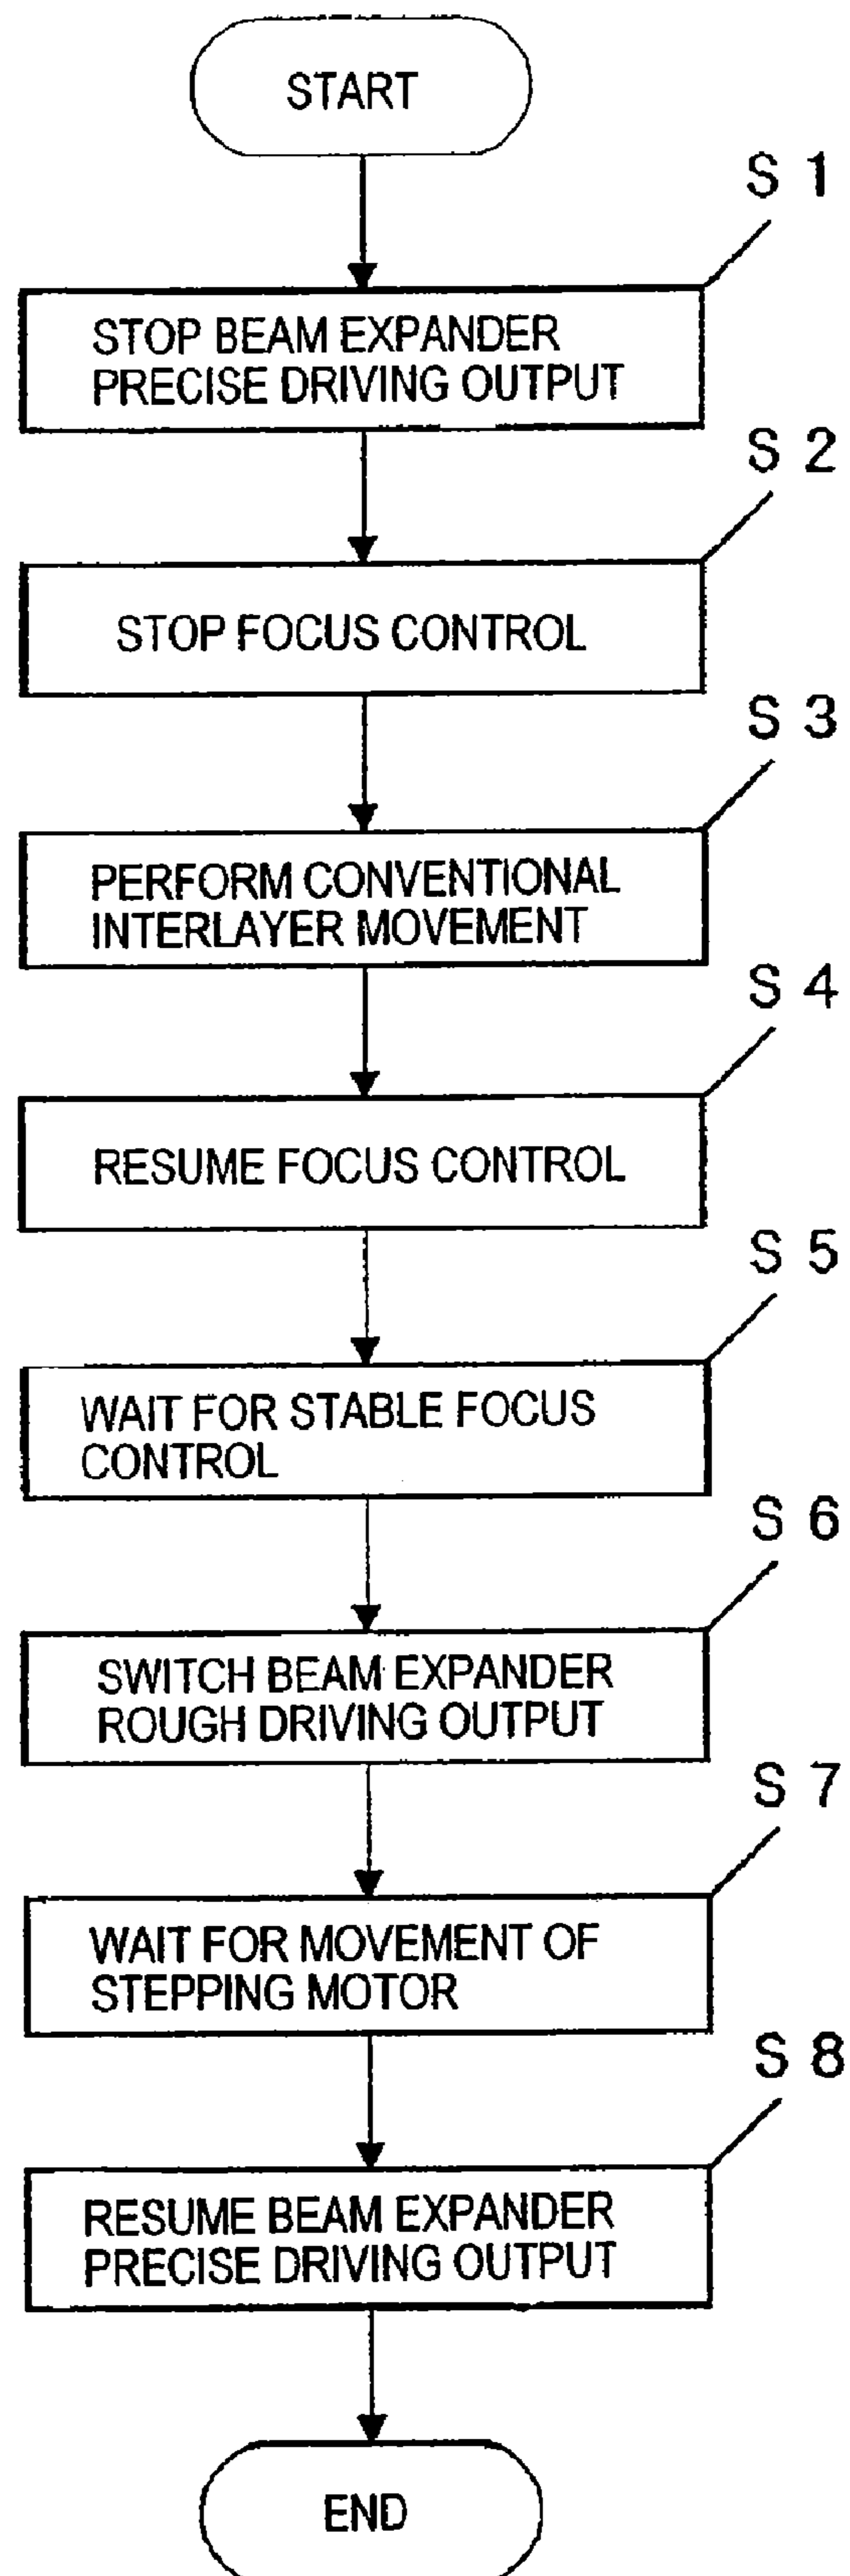 START
S 1
STOP BEAM EXPANDER
PRECISE DRIVING OUTPUT
S 2
STOP FOCUS CONTROL
S 3
PERFORM CONVENTIONAL
INTERLAYER MOVEMENT
S 4
RESUME FOCUS CONTROL
S 5
WAIT FOR STABLE FOCUS
CONTROL
S 6
SWITCH BEAM EXPANDER
ROUGH DRIVING OUTPUT
S 7
WAIT FOR MOVEMENT OF
STEPPING MOTOR
S 8
RESUME BEAM EXPANDER
PRECISE DRIVING OUTPUT
END